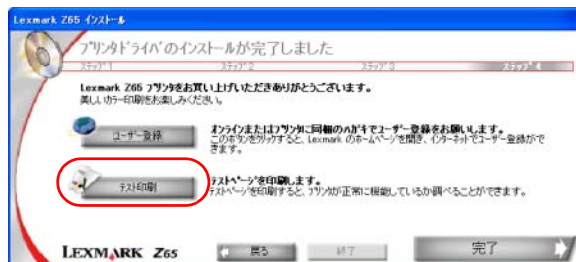 Lexmark Z65 インストール
プリンタドライバのインストールが完了しました
ステップ 1 ステップ 2 ステップ 3 ステップ 4
Lexmark Z65 プリンタをお買い上げいただきありがとうございます。
美しいカラー印刷をお楽しみください。
ユーザー登録
オンラインまたはプリンタに同梱のハガキでユーザー登録をお願いします。
このボタンをクリックすると、Lexmark のホームページを開き、インターネットでユーザー登録ができます。
テスト印刷
テストページを印刷します。
テストページを印刷すると、プリンタが正常に機能しているか調べることができます。
LEXMARK Z65
戻る
終了
完了